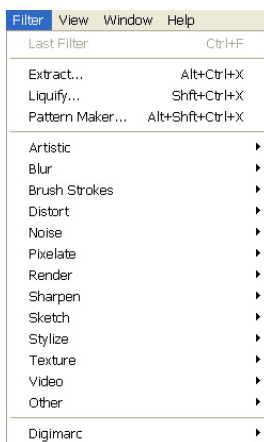 Filter View Window Help
Last Filter Ctrl+F
Extract... Alt+Ctrl+X
Liquify... Shft+Ctrl+X
Pattern Maker... Alt+Shft+Ctrl+X
Artistic
Blur
Brush Strokes
Distort
Noise
Pixelate
Render
Sharpen
Sketch
Stylize
Texture
Video
Other
Digimarc